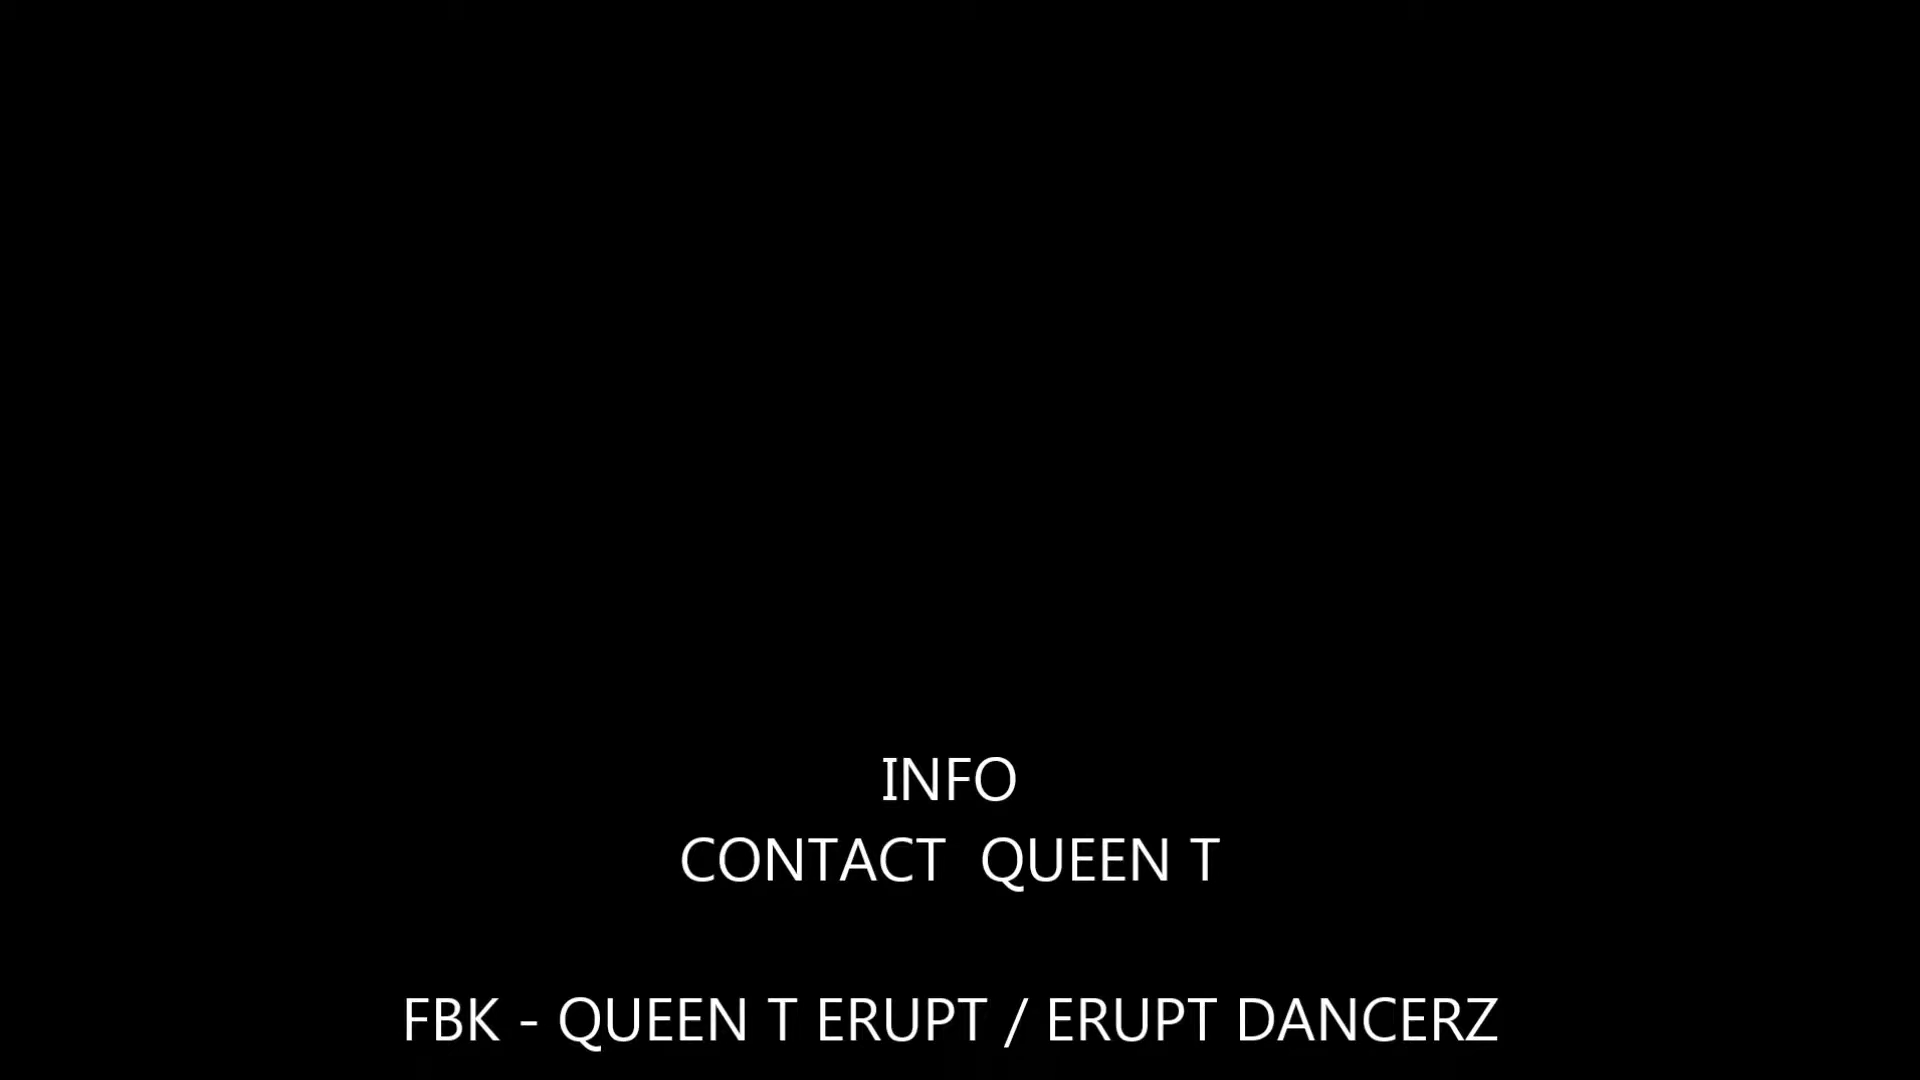 INFO
CONTACT  QUEEN T
FBK - QUEEN T ERUPT / ERUPT DANCERZ